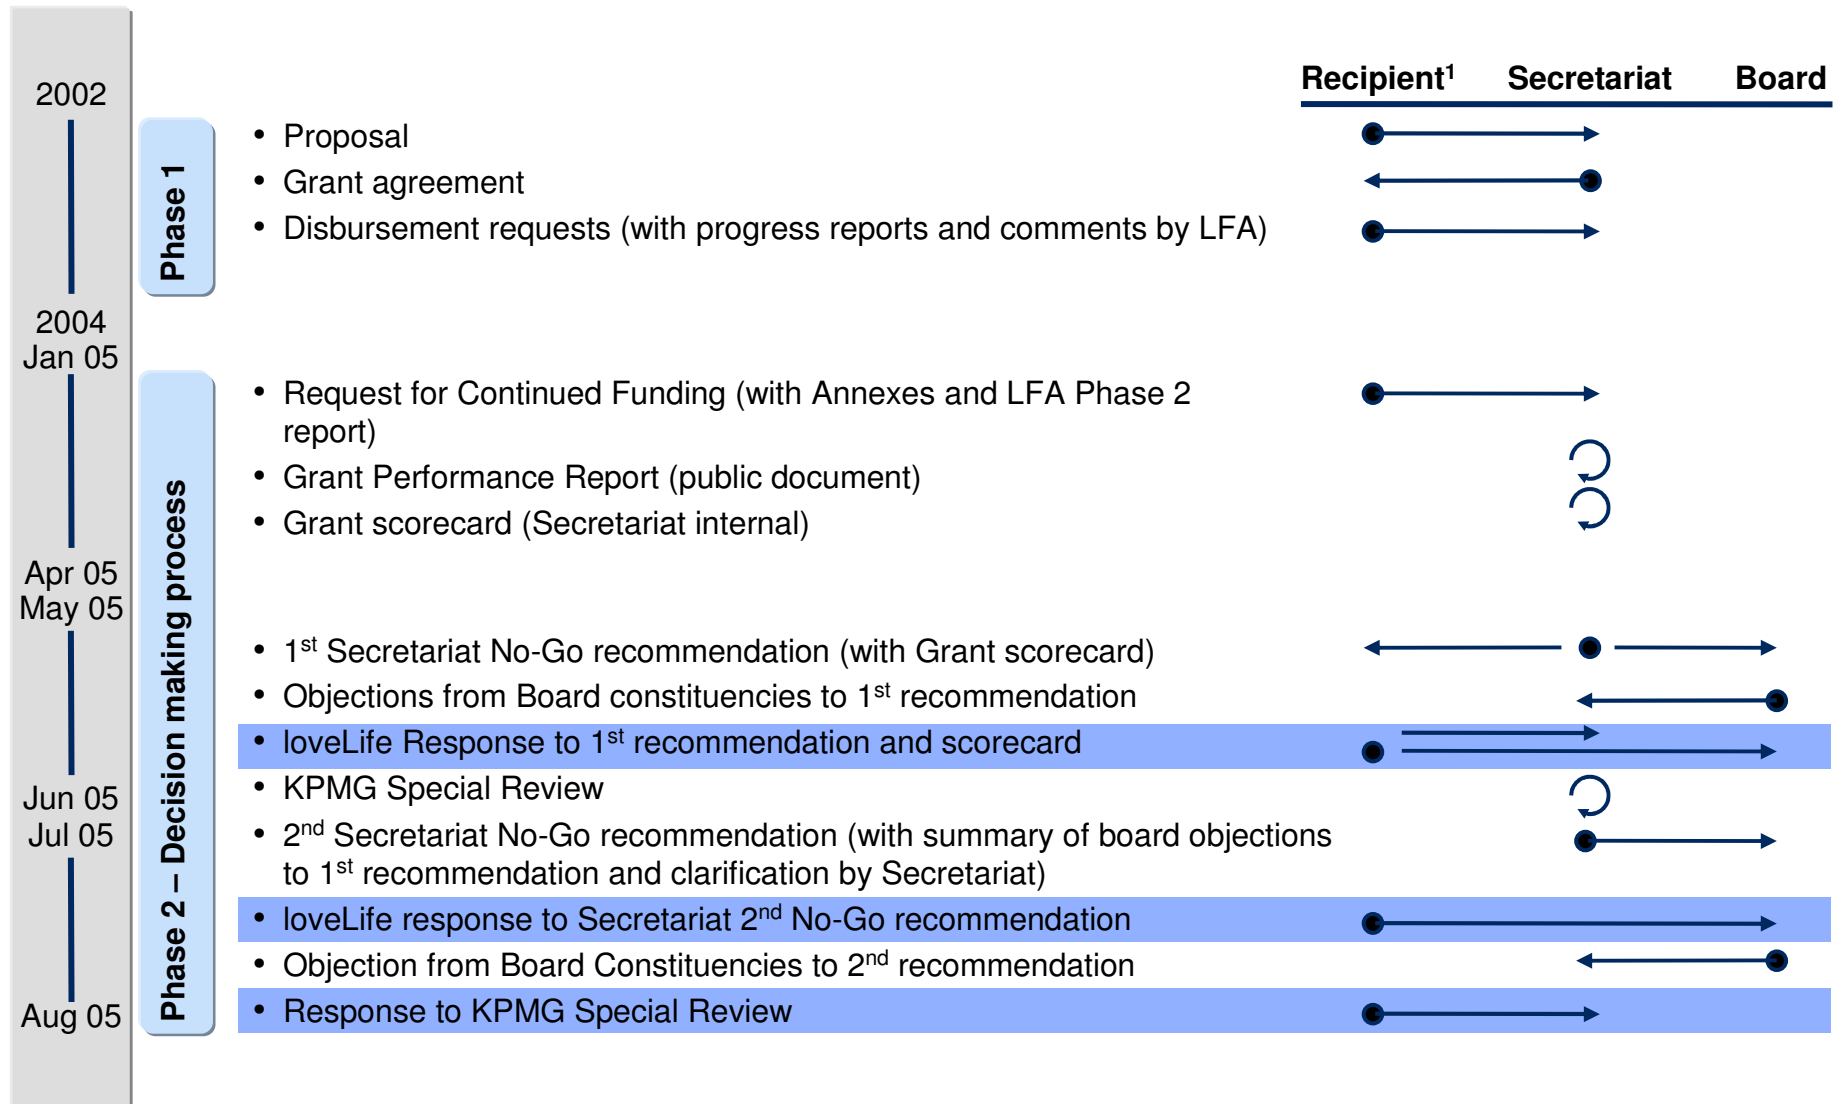 Recipient¹ Secretariat Board
2002
Phase 1
• Proposal
• Grant agreement
• Disbursement requests (with progress reports and comments by LFA)
2004
Jan 05
Phase 2 – Decision making process
• Request for Continued Funding (with Annexes and LFA Phase 2
report)
• Grant Performance Report (public document)
• Grant scorecard (Secretariat internal)
Apr 05
May 05
• 1st Secretariat No-Go recommendation (with Grant scorecard)
• Objections from Board constituencies to 1st recommendation
• loveLife Response to 1st recommendation and scorecard
Jun 05
• KPMG Special Review
Jul 05
• 2nd Secretariat No-Go recommendation (with summary of board objections
to 1st recommendation and clarification by Secretariat)
• loveLife response to Secretariat 2nd No-Go recommendation
• Objection from Board Constituencies to 2nd recommendation
Aug 05
• Response to KPMG Special Review